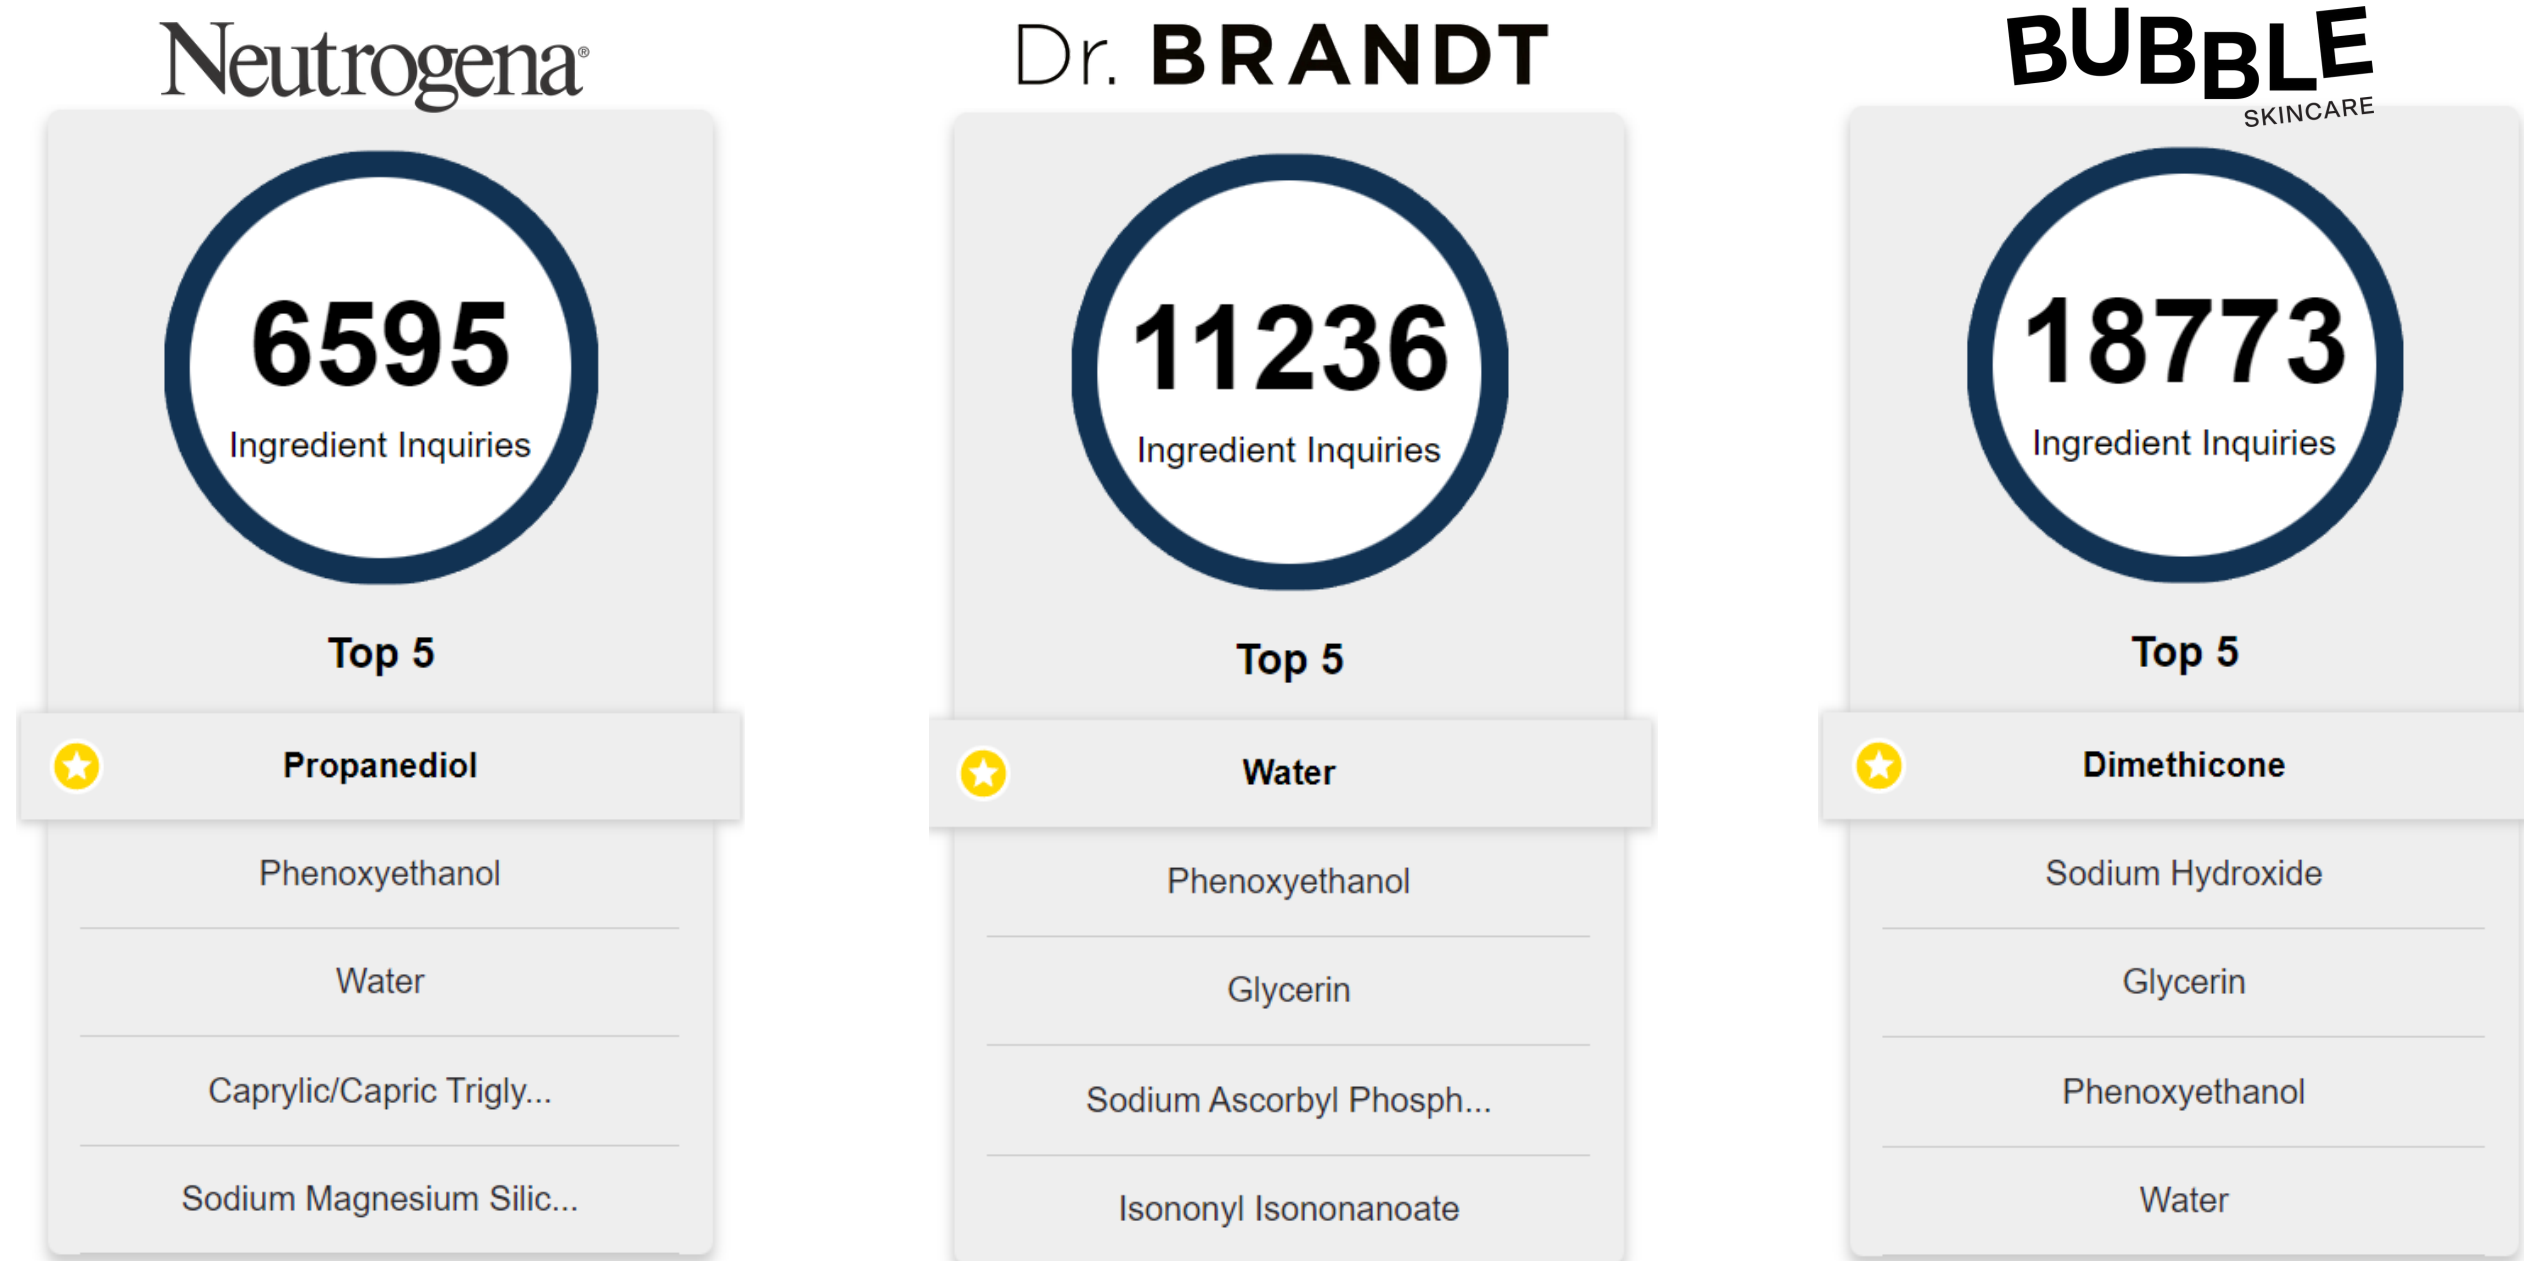 Neutrogena®
6595
Ingredient Inquiries
Top 5
Propanediol
Phenoxyethanol
Water
Caprylic/Capric Trigly...
Sodium Magnesium Silic...
Dr. BRANDT
11236
Ingredient Inquiries
Top 5
Water
Phenoxyethanol
Glycerin
Sodium Ascorbyl Phosph...
Isononyl Isononanoate
BUBBLE
SKINCARE
18773
Ingredient Inquiries
Top 5
Dimethicone
Sodium Hydroxide
Glycerin
Phenoxyethanol
Water